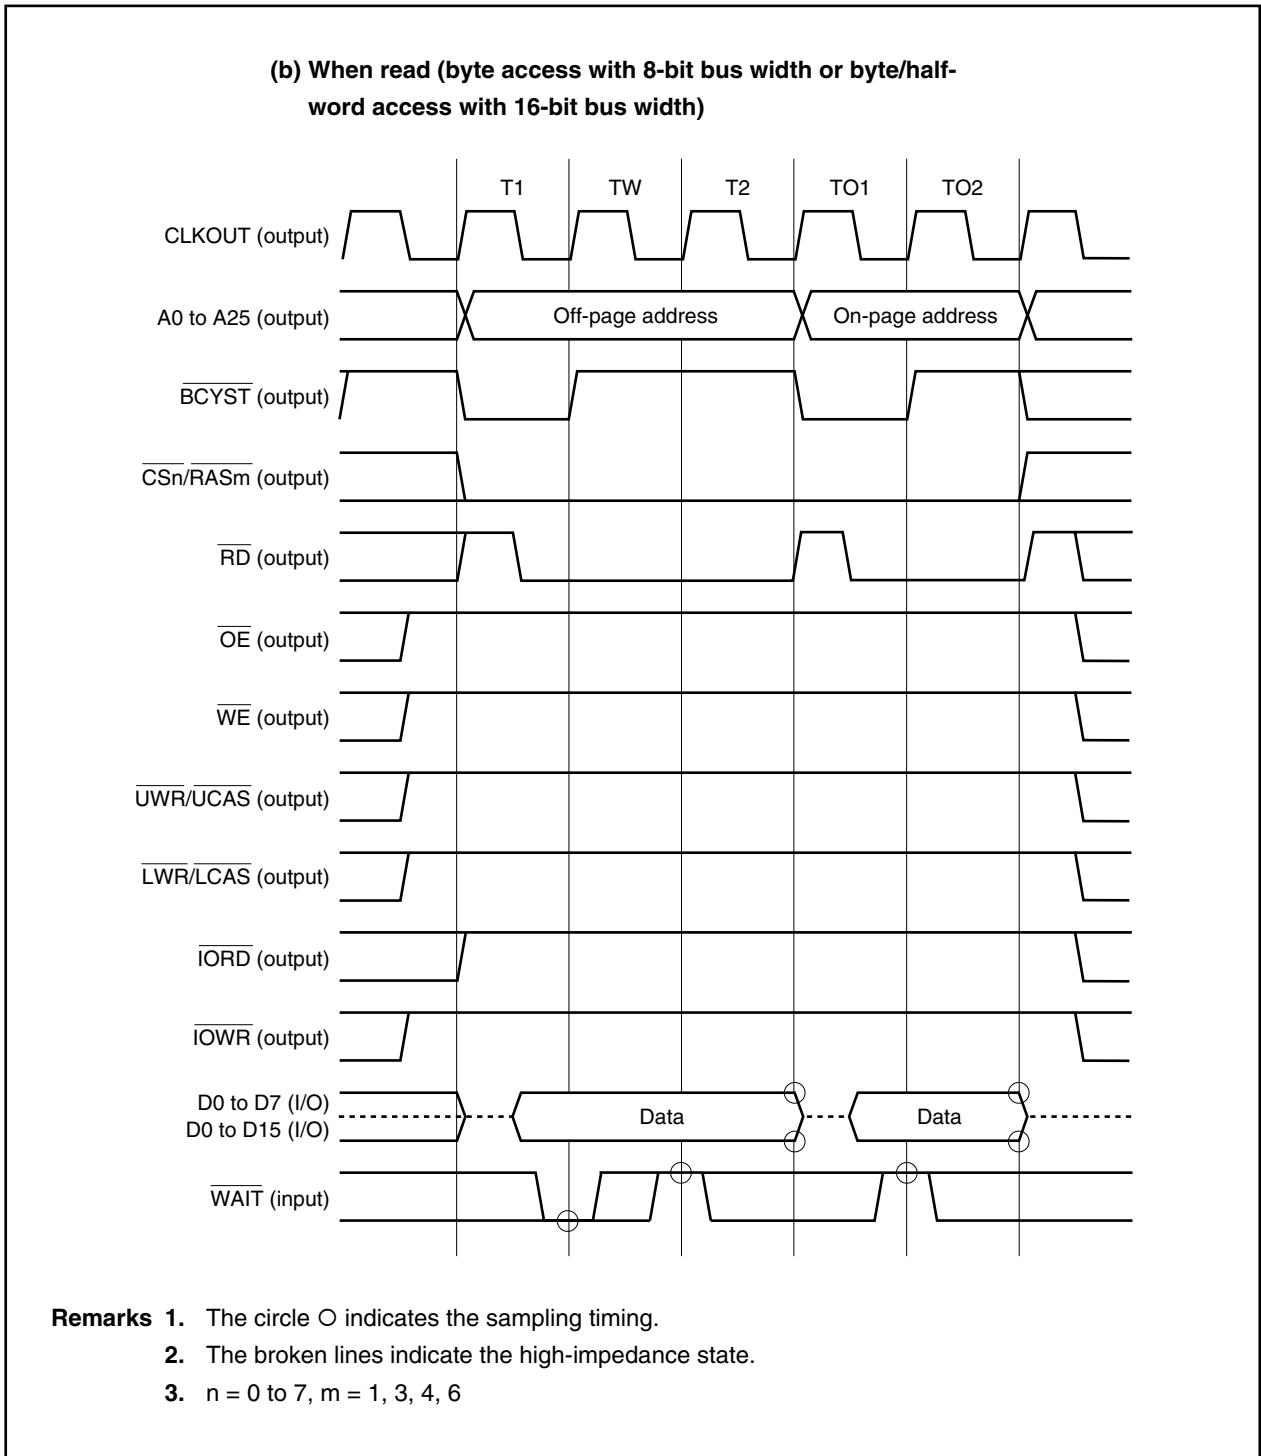 (b) When read (byte access with 8-bit bus width or byte/half-
word access with 16-bit bus width)
T1 TW T2 TO1 TO2
CLKOUT (output)
A0 to A25 (output) Off-page address On-page address
BCYST (output)
CSn/RASm (output)
RD (output)
OE (output)
WE (output)
UWR/UCAS (output)
LWR/LCAS (output)
IORD (output)
IOWR (output)
D0 to D7 (I/O)
D0 to D15 (I/O)
Data Data
WAIT (input)
Remarks 1. The circle O indicates the sampling timing.
2. The broken lines indicate the high-impedance state.
3. n = 0 to 7, m = 1, 3, 4, 6